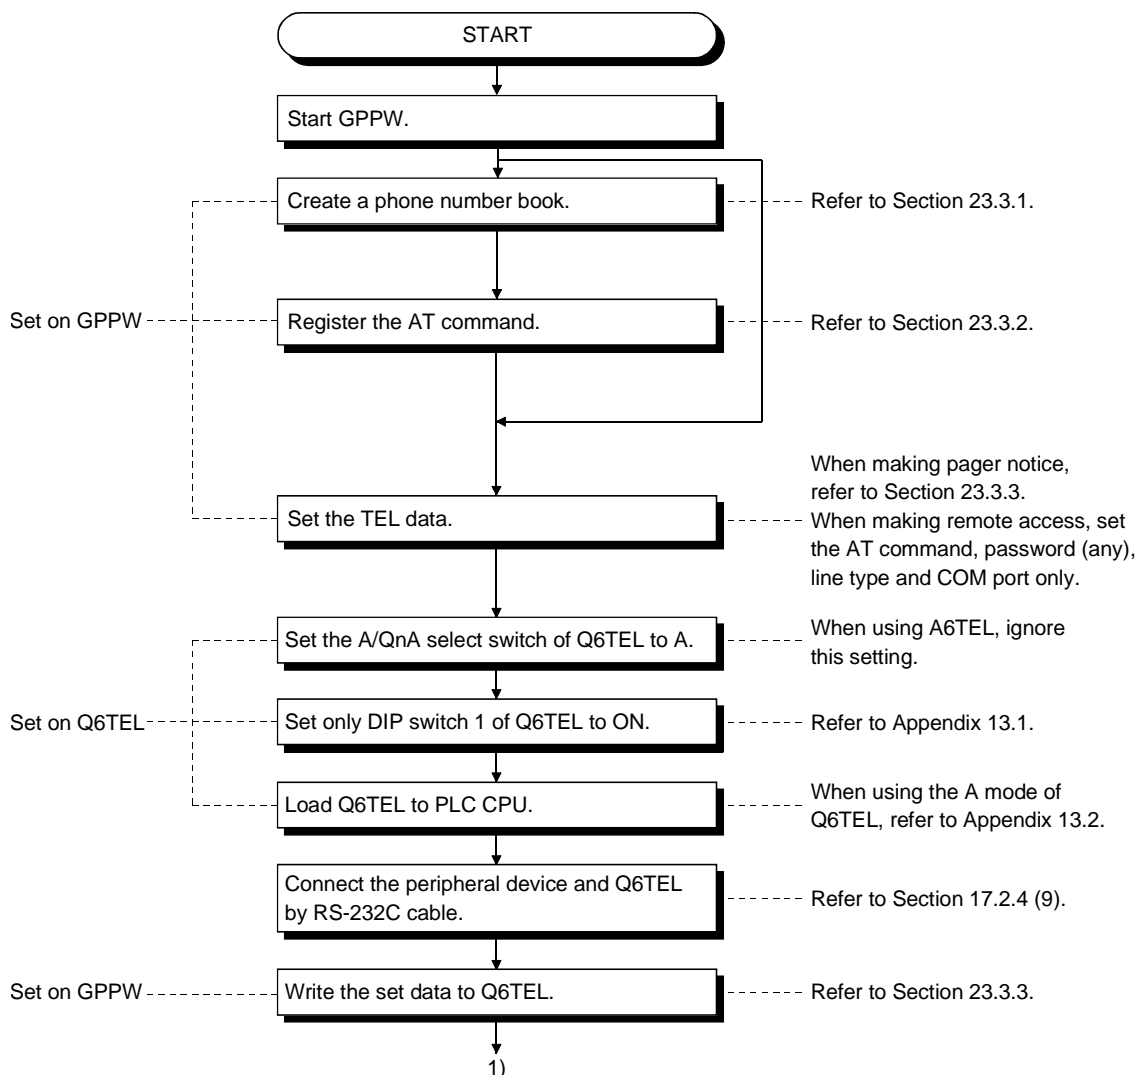 START
Start GPPW.
Create a phone number book.
Refer to Section 23.3.1.
Set on GPPW
Register the AT command.
Refer to Section 23.3.2.
Set the TEL data.
When making pager notice,
refer to Section 23.3.3.
When making remote access, set
the AT command, password (any),
line type and COM port only.
Set the A/QnA select switch of Q6TEL to A.
When using A6TEL, ignore
this setting.
Set on Q6TEL
Set only DIP switch 1 of Q6TEL to ON.
Refer to Appendix 13.1.
Load Q6TEL to PLC CPU.
When using the A mode of
Q6TEL, refer to Appendix 13.2.
Connect the peripheral device and Q6TEL
by RS-232C cable.
Refer to Section 17.2.4 (9).
Set on GPPW
Write the set data to Q6TEL.
Refer to Section 23.3.3.
1)